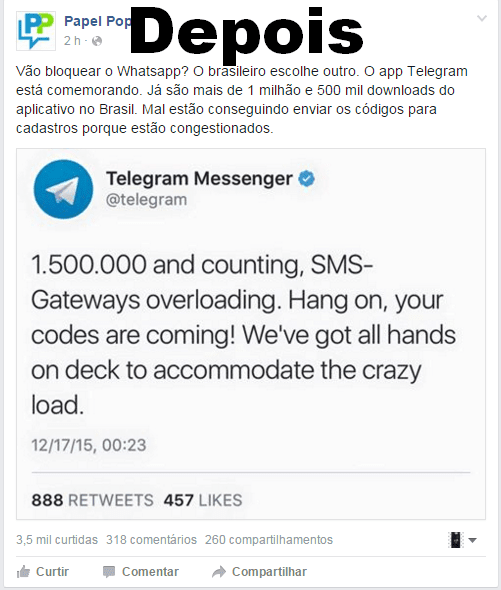 PP
Papel Pop
Depois
2 h ·
Vão bloquear o Whatsapp? O brasileiro escolhe outro. O app Telegram
está comemorando. Já são mais de 1 milhão e 500 mil downloads do
aplicativo no Brasil. Mal estão conseguindo enviar os códigos para
cadastros porque estão congestionados.
Telegram Messenger
@telegram
1.500.000 and counting, SMS-
Gateways overloading. Hang on, your
codes are coming! We've got all hands
on deck to accommodate the crazy
load.
12/17/15, 00:23
888 RETWEETS 457 LIKES
3,5 mil curtidas 318 comentários 260 compartilhamentos
Curtir Comentar Compartilhar